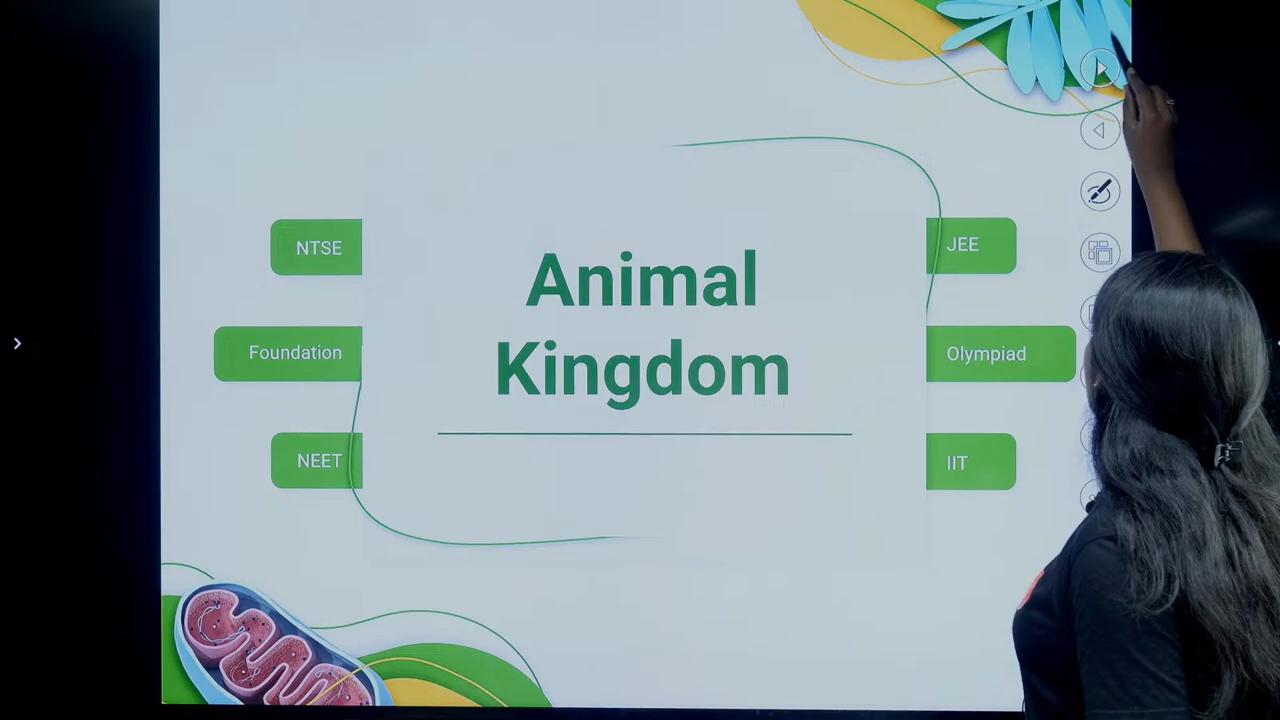 NTSE
Foundation
NEET
Animal
Kingdom
JEE
Olympiad
IIT